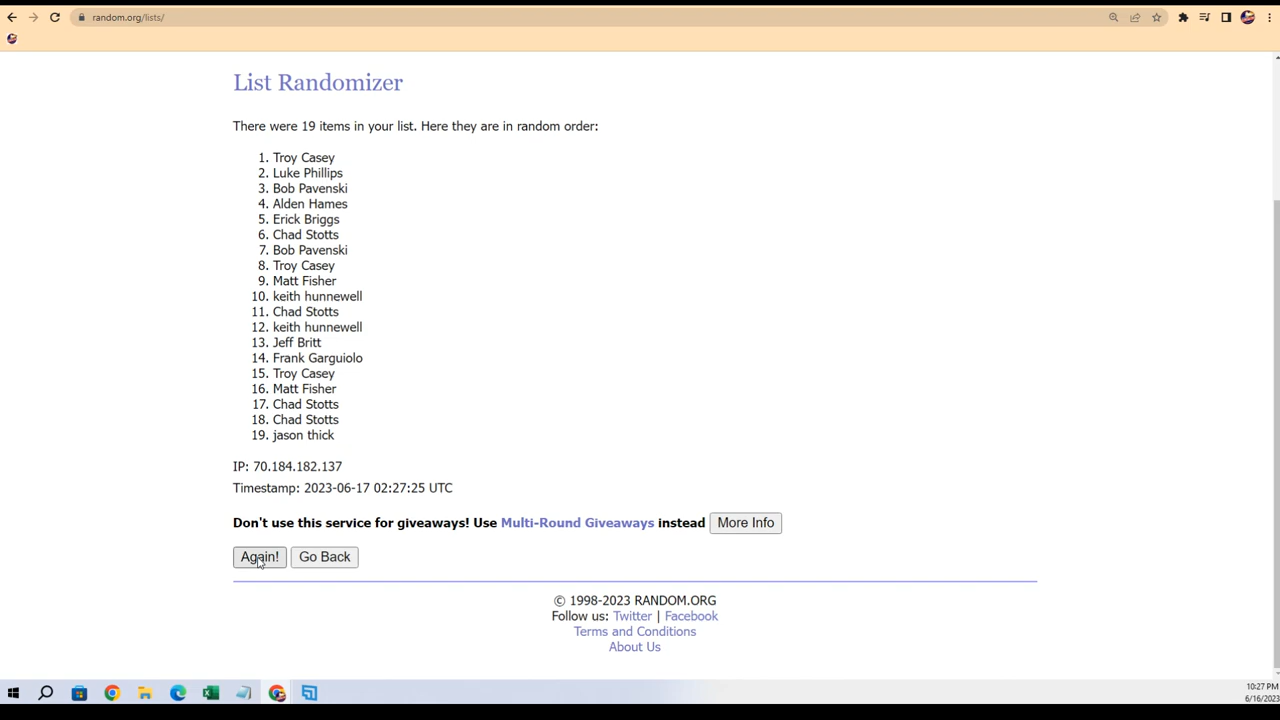 random.org/lists/
List Randomizer
There were 19 items in your list. Here they are in random order:
1. Troy Casey
2. Luke Phillips
3. Bob Pavenski
4. Alden Hames
5. Erick Briggs
6. Chad Stotts
7. Bob Pavenski
8. Troy Casey
9. Matt Fisher
10. keith hunnewell
11. Chad Stotts
12. keith hunnewell
13. Jeff Britt
14. Frank Garguiolo
15. Troy Casey
16. Matt Fisher
17. Chad Stotts
18. Chad Stotts
19. jason thick
IP: 70.184.182.137
Timestamp: 2023-06-17 02:27:25 UTC
Don't use this service for giveaways! Use Multi-Round Giveaways instead More Info
Again! Go Back
© 1998-2023 RANDOM.ORG
Follow us: Twitter | Facebook
Terms and Conditions
About Us
10:27 PM
6/16/2023